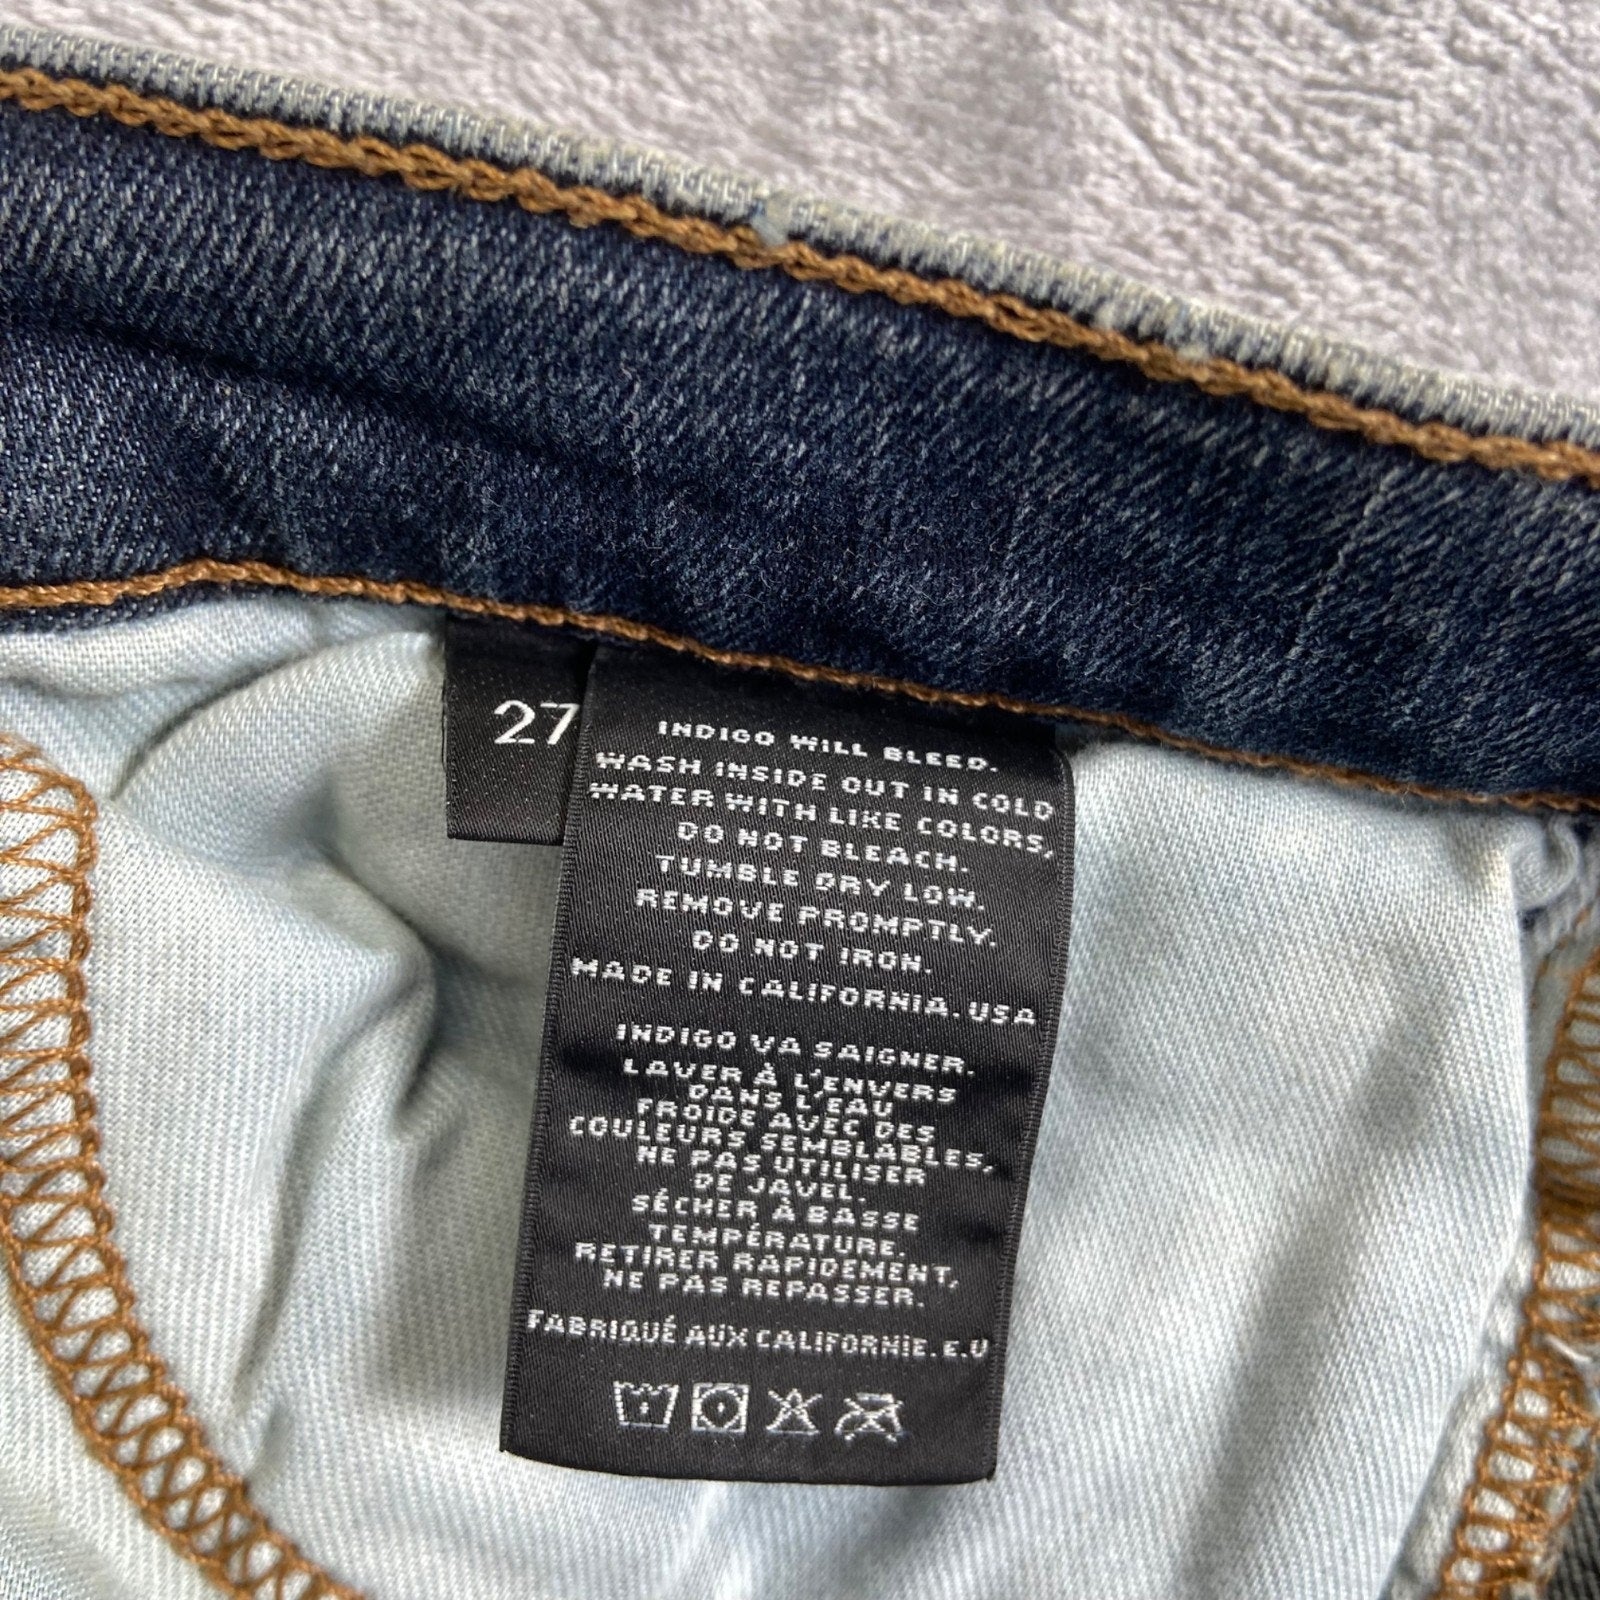 27
INDIGO WILL BLEED.
WASH INSIDE OUT IN COLD
WATER WITH LIKE COLORS,
DO NOT BLEACH.
TUMBLE DRY LOW.
REMOVE PROMPTLY.
DO NOT IRON.
MADE IN CALIFORNIA. USA
INDIGO VA SAIGNER.
LAVER À L'ENVERS
DANS L'EAU
FROIDE AVEC DES
COULEURS SEMBLABLES,
NE PAS UTILISER
DE JAVEL.
SÉCHER À BASSE
TEMPÉRATURE.
RETIRER RAPIDEMENT,
NE PAS REPASSER.
FABRIQUÉ AUX CALIFORNIE. E.U